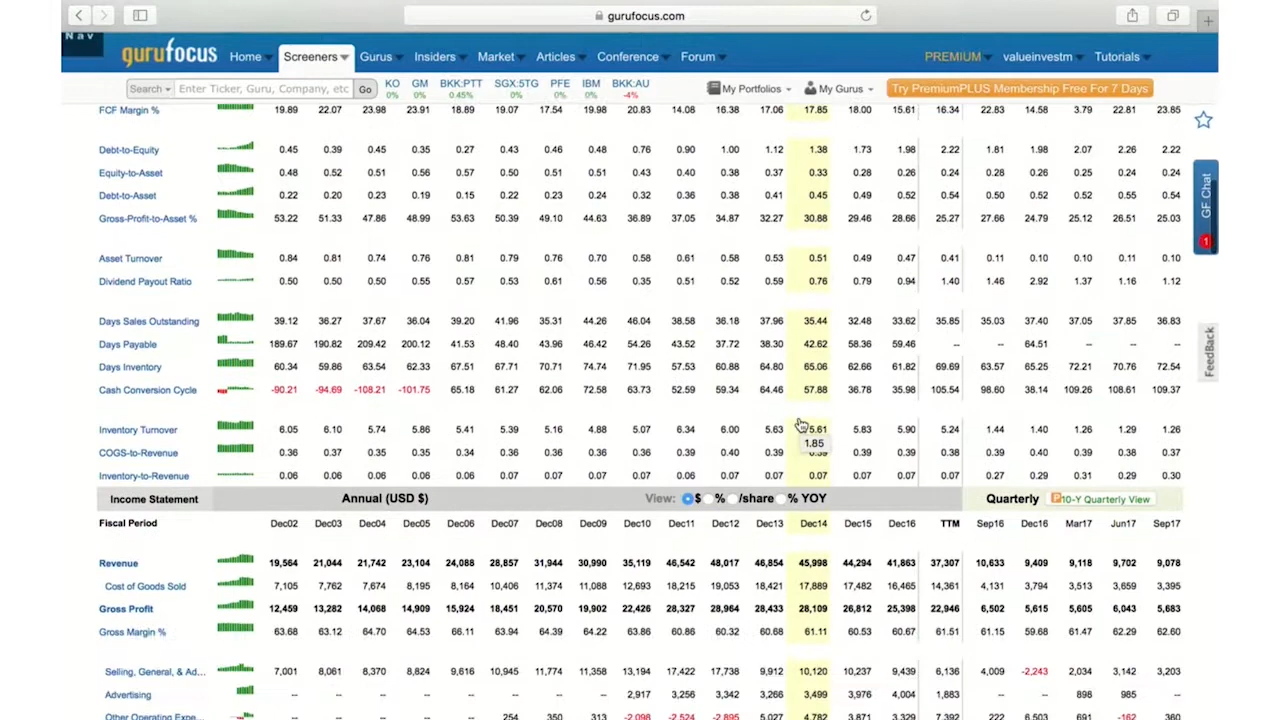 gurufocus.com
Nav
gurufocus Home Screeners Gurus Insiders Market Articles Conference Forum PREMIUM valueinvestm Tutorials
Search Enter Ticker, Guru, Company, etc Go KO GM BKK:PTT SGX:5TG PFE IBM BKK:AU My Portfolios My Gurus Try PremiumPLUS Membership Free For 7 Days
0% 0% 0.45% 0% 0% 0% -4%
FCF Margin % 19.89 22.07 23.98 23.91 18.89 19.07 17.54 19.98 20.83 14.08 16.38 17.06 17.85 18.00 15.61 16.34 22.83 14.58 3.79 22.81 23.85
Debt-to-Equity 0.45 0.39 0.45 0.35 0.27 0.43 0.46 0.48 0.76 0.90 1.00 1.12 1.38 1.73 1.98 2.22 1.81 1.98 2.07 2.26 2.22
Equity-to-Asset 0.48 0.52 0.51 0.56 0.57 0.50 0.51 0.51 0.43 0.40 0.38 0.37 0.33 0.28 0.26 0.24 0.28 0.26 0.25 0.24 0.24
Debt-to-Asset 0.22 0.20 0.23 0.19 0.15 0.22 0.23 0.24 0.32 0.36 0.38 0.41 0.45 0.49 0.52 0.54 0.50 0.52 0.52 0.55 0.54
Gross-Profit-to-Asset % 53.22 51.33 47.86 48.99 53.63 50.39 49.10 44.63 36.89 37.05 34.87 32.27 30.88 29.46 28.66 25.27 27.66 24.79 25.12 26.51 25.03
Asset Turnover 0.84 0.81 0.74 0.76 0.81 0.79 0.76 0.70 0.58 0.61 0.58 0.53 0.51 0.49 0.47 0.41 0.11 0.10 0.10 0.11 0.10
Dividend Payout Ratio 0.50 0.50 0.50 0.55 0.57 0.53 0.61 0.56 0.35 0.51 0.52 0.59 0.76 0.79 0.94 1.40 1.46 2.92 1.37 1.16 1.12
Days Sales Outstanding 39.12 36.27 37.67 36.04 39.20 41.96 35.31 44.26 46.04 38.58 36.18 37.96 35.44 32.48 33.62 35.85 35.03 37.40 37.05 37.85 36.83
Days Payable 189.67 190.82 209.42 200.12 41.53 48.40 43.96 46.42 54.26 43.52 37.72 38.30 42.62 58.36 59.46 -- -- 64.51 -- -- --
Days Inventory 60.34 59.86 63.54 62.33 67.51 67.71 70.71 74.74 71.95 57.53 60.88 64.80 65.06 62.66 61.82 69.69 63.57 65.25 72.21 70.76 72.54
Cash Conversion Cycle -90.21 -94.69 -108.21 -101.75 65.18 61.27 62.06 72.58 63.73 52.59 59.34 64.46 57.88 36.78 35.98 105.54 98.60 38.14 109.26 108.61 109.37
Inventory Turnover 6.05 6.10 5.74 5.86 5.41 5.39 5.16 4.88 5.07 6.34 6.00 5.63 5.61 5.83 5.90 5.24 1.44 1.40 1.26 1.29 1.26
1.85
COGS-to-Revenue 0.36 0.37 0.35 0.35 0.34 0.36 0.36 0.36 0.36 0.39 0.40 0.39 0.39 0.39 0.39 0.38 0.39 0.40 0.39 0.38 0.37
Inventory-to-Revenue 0.06 0.06 0.06 0.06 0.06 0.07 0.07 0.07 0.07 0.06 0.07 0.07 0.07 0.07 0.07 0.07 0.27 0.29 0.31 0.29 0.30
Income Statement Annual (USD $) View: $ % /share % YOY Quarterly P 10-Y Quarterly View
Fiscal Period Dec02 Dec03 Dec04 Dec05 Dec06 Dec07 Dec08 Dec09 Dec10 Dec11 Dec12 Dec13 Dec14 Dec15 Dec16 TTM Sep16 Dec16 Mar17 Jun17 Sep17
Revenue 19,564 21,044 21,742 23,104 24,088 28,857 31,944 30,990 35,119 46,542 48,017 46,854 45,998 44,294 41,863 37,307 10,633 9,409 9,118 9,702 9,078
Cost of Goods Sold 7,105 7,762 7,674 8,195 8,164 10,406 11,374 11,088 12,693 18,215 19,053 18,421 17,889 17,482 16,465 14,361 4,131 3,794 3,513 3,659 3,395
Gross Profit 12,459 13,282 14,068 14,909 15,924 18,451 20,570 19,902 22,426 28,327 28,964 28,433 28,109 26,812 25,398 22,946 6,502 5,615 5,605 6,043 5,683
Gross Margin % 63.68 63.12 64.70 64.53 66.11 63.94 64.39 64.22 63.86 60.86 60.32 60.68 61.11 60.53 60.67 61.51 61.15 59.68 61.47 62.29 62.60
Selling, General, & Ad... 7,001 8,061 8,370 8,824 9,616 10,945 11,774 11,358 13,194 17,422 17,738 9,912 10,120 10,237 9,439 6,136 4,009 -2,243 2,034 3,142 3,203
Advertising -- -- -- -- -- -- -- -- 2,917 3,256 3,342 3,266 3,499 3,976 4,004 1,883 -- -- 898 985 --
Other Operating Expe... -- -- -- -- -- 254 350 313 -2,098 -2,524 -2,895 5,027 4,782 3,871 3,329 7,392 222 6,503 691 -162 360
GF Chat
1
FeedBack